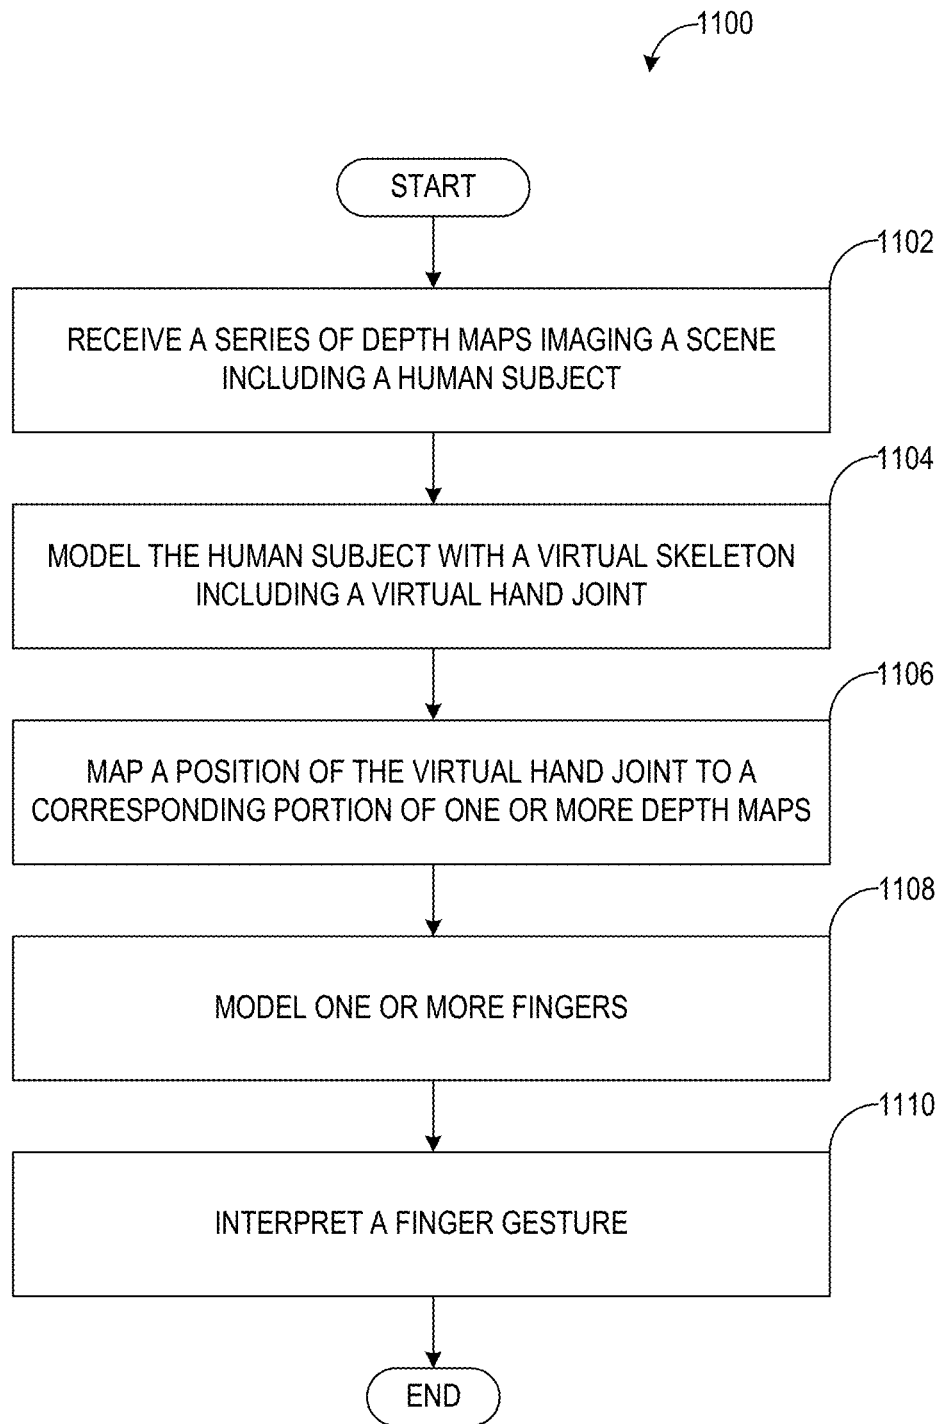 1100
START
1102
RECEIVE A SERIES OF DEPTH MAPS IMAGING A SCENE
INCLUDING A HUMAN SUBJECT
1104
MODEL THE HUMAN SUBJECT WITH A VIRTUAL SKELETON
INCLUDING A VIRTUAL HAND JOINT
1106
MAP A POSITION OF THE VIRTUAL HAND JOINT TO A
CORRESPONDING PORTION OF ONE OR MORE DEPTH MAPS
1108
MODEL ONE OR MORE FINGERS
1110
INTERPRET A FINGER GESTURE
END